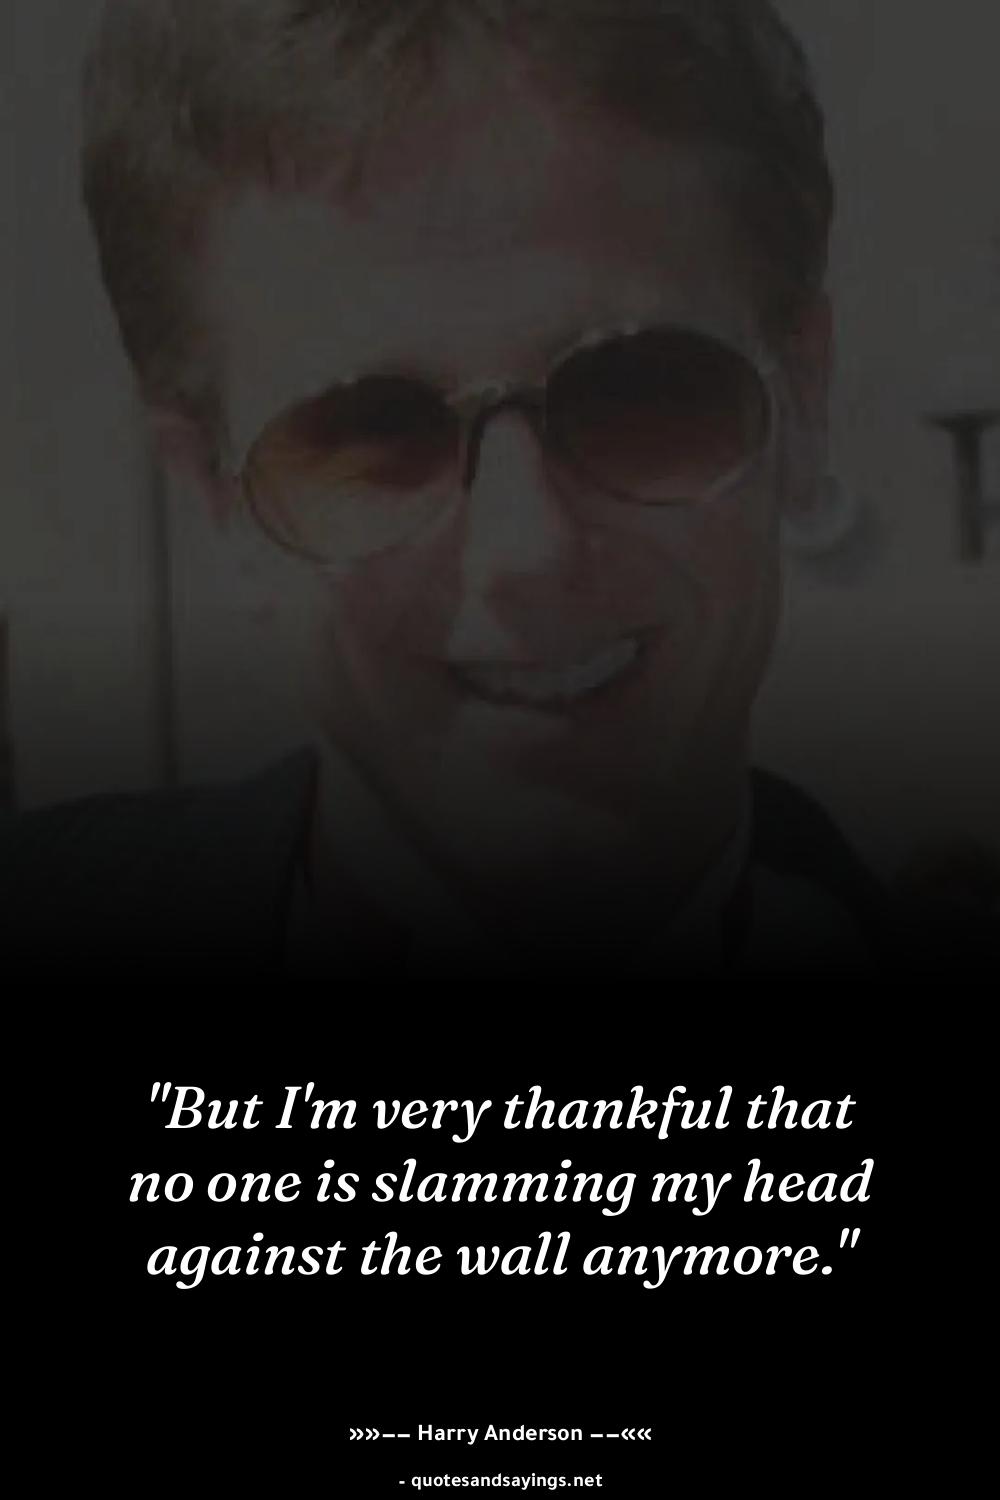 "But I'm very thankful that
no one is slamming my head
against the wall anymore."
»»—— Harry Anderson ——««
- quotesandsayings.net